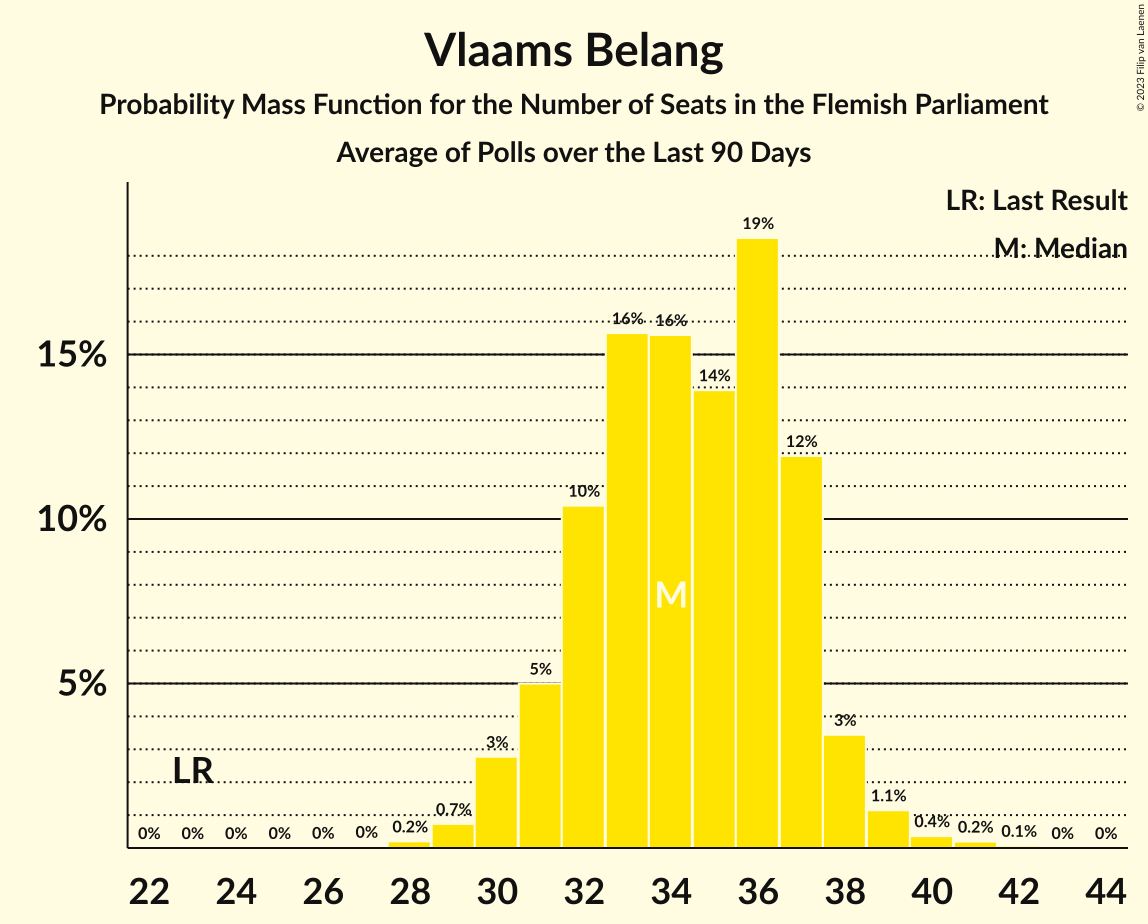 Vlaams Belang
Probability Mass Function for the Number of Seats in the Flemish Parliament
Average of Polls over the Last 90 Days
© 2023 Filip van Laenen
LR: Last Result
M: Median
15%
10%
5%
0% 0% 0% 0% 0% 0% 0.2% 0.7% 3% 5% 10% 16% 16% 14% 19% 12% 3% 1.1% 0.4% 0.2% 0.1% 0% 0%
LR
M
22 24 26 28 30 32 34 36 38 40 42 44